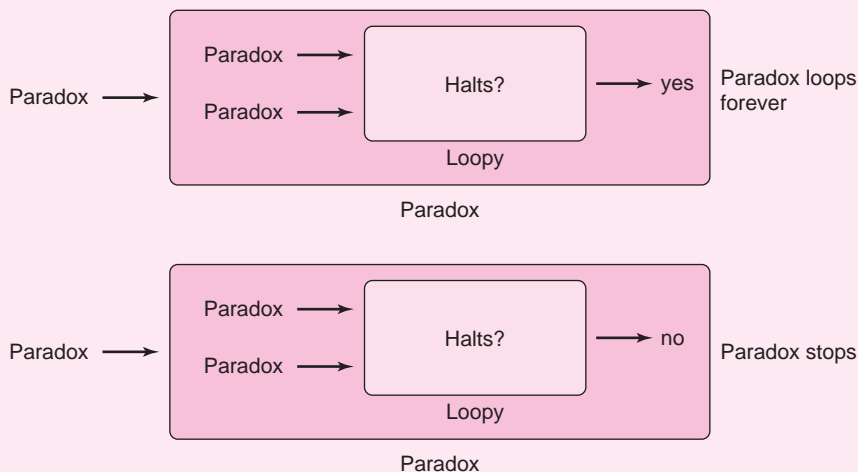 Paradox
Halts?
Paradox
yes
Paradox loops
forever
Paradox
Loopy
Paradox
Paradox
Halts?
Paradox
no
Paradox stops
Paradox
Loopy
Paradox